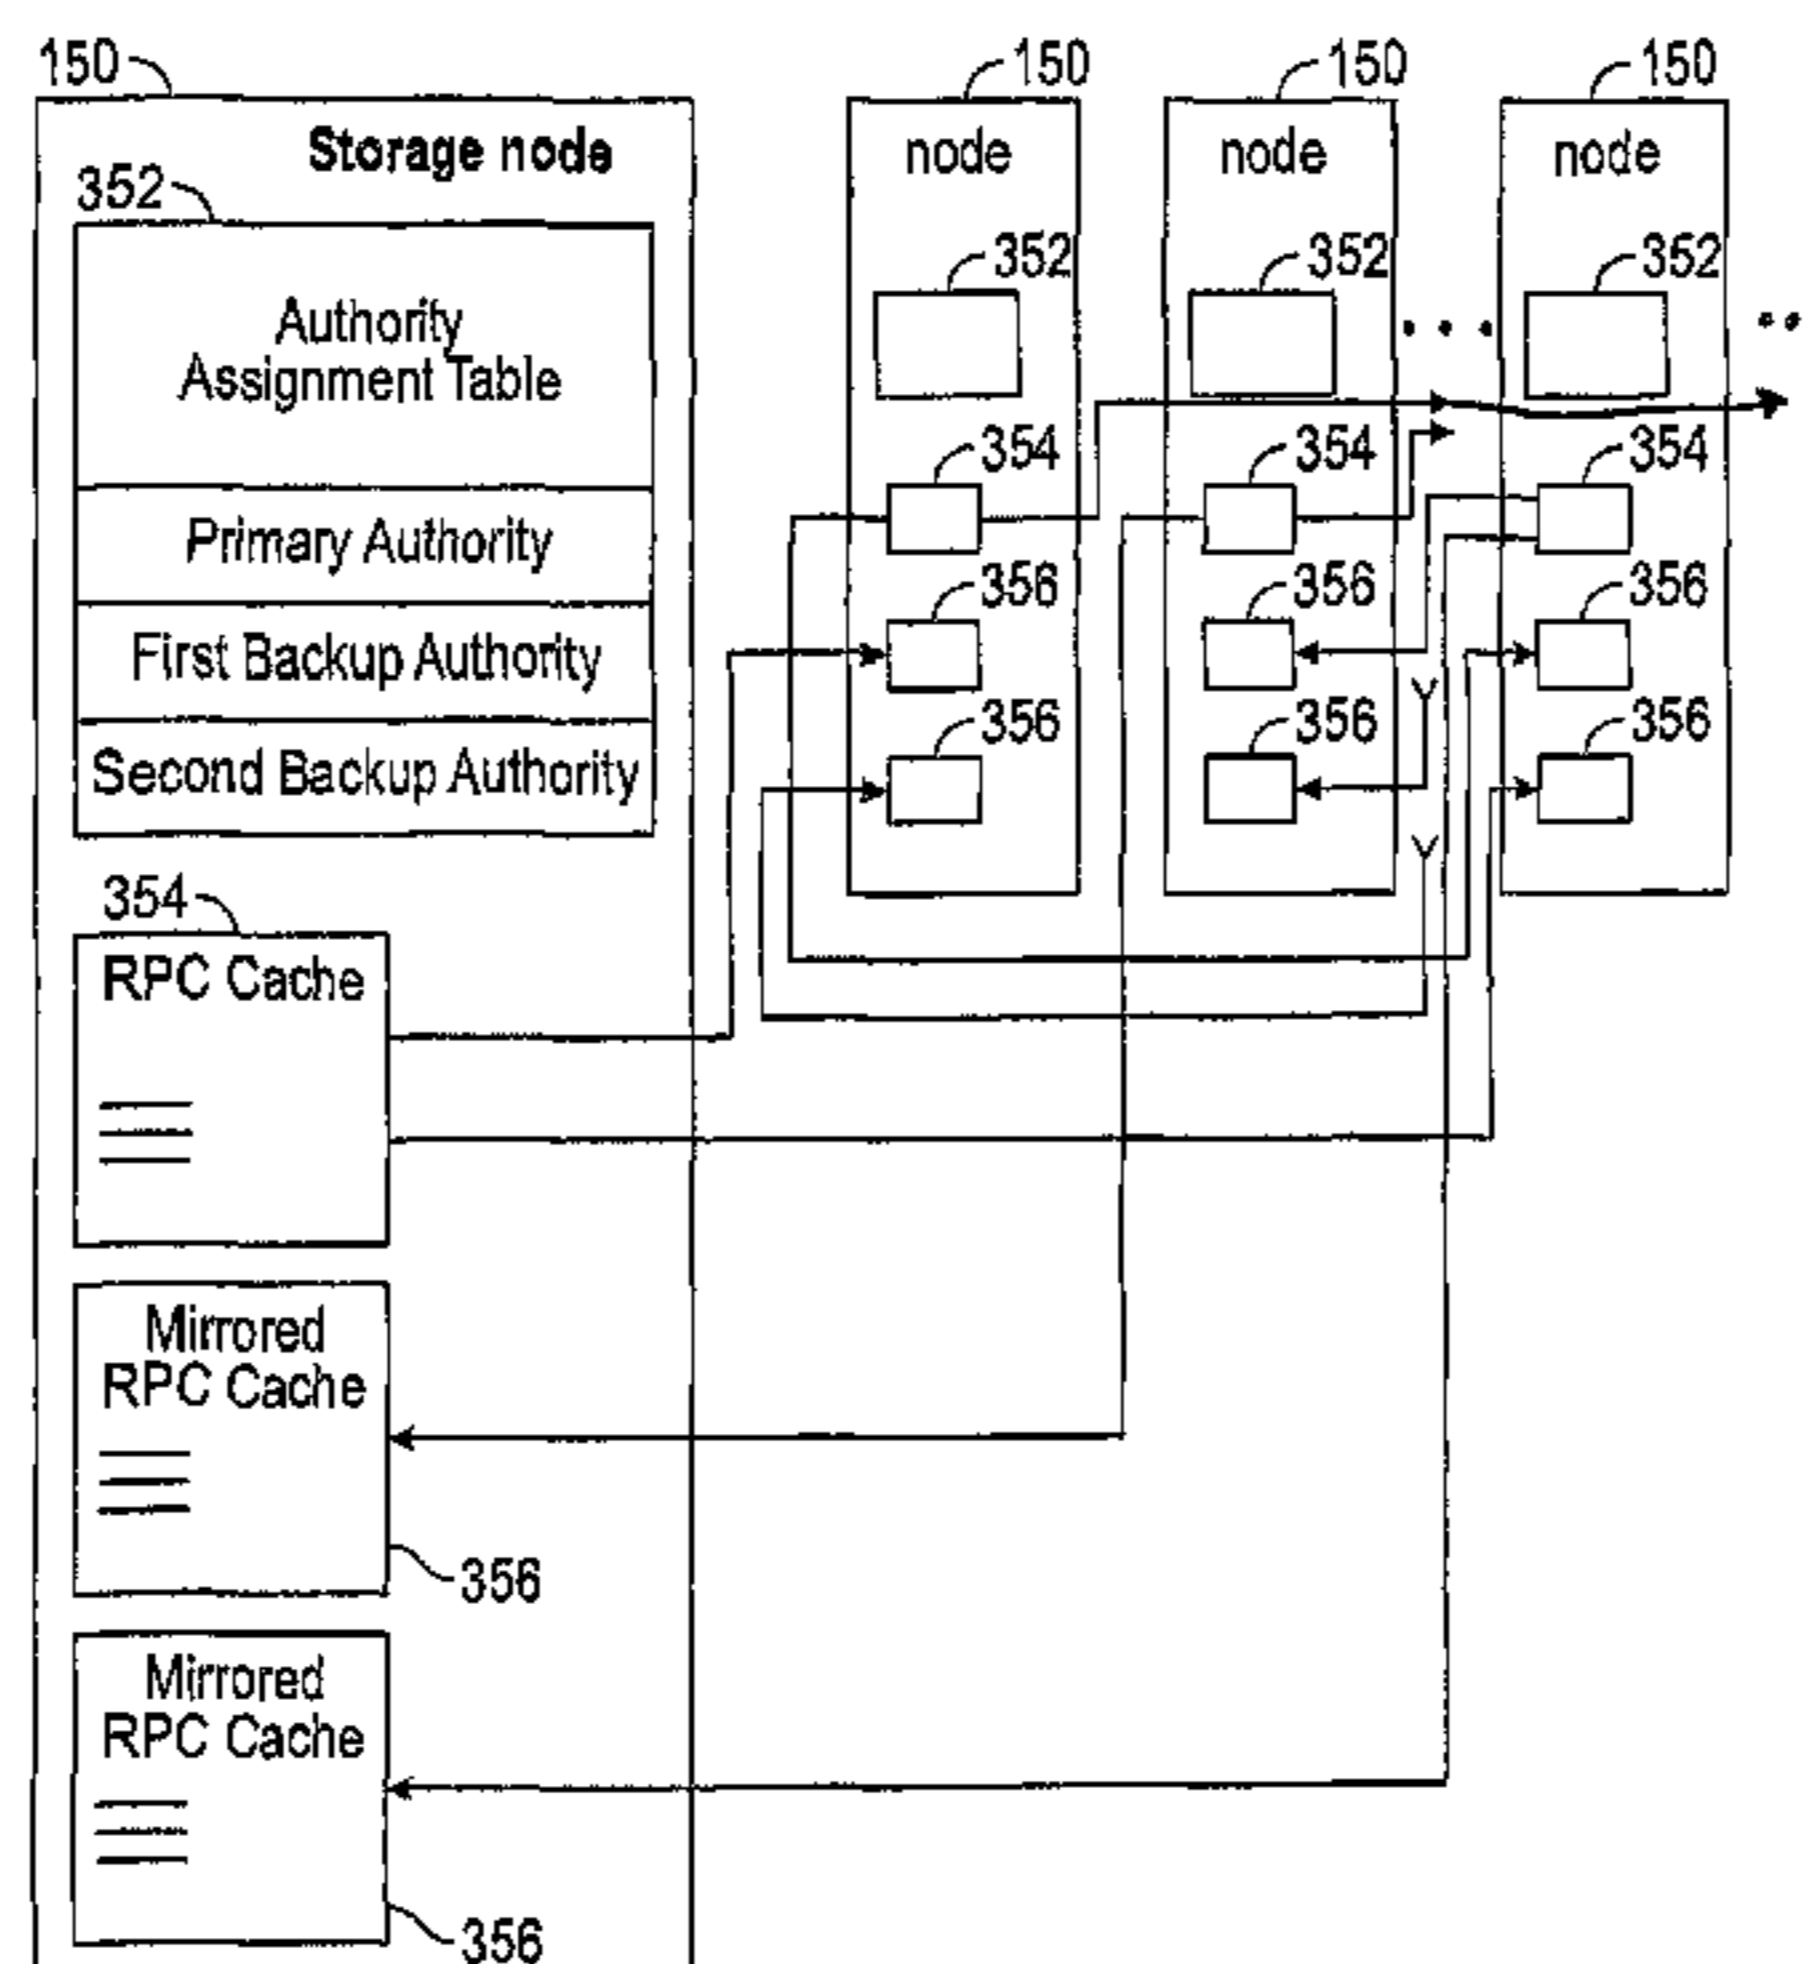 150
150
150
150
Storage node
node
node
node
352
352
352
352
Authority
Assignment Table
354
354
354
Primary Authority
356
356
356
First Backup Authority
356
356
356
Second Backup Authority
354
RPC Cache
Mirrored
RPC Cache
356
Mirrored
RPC Cache
356